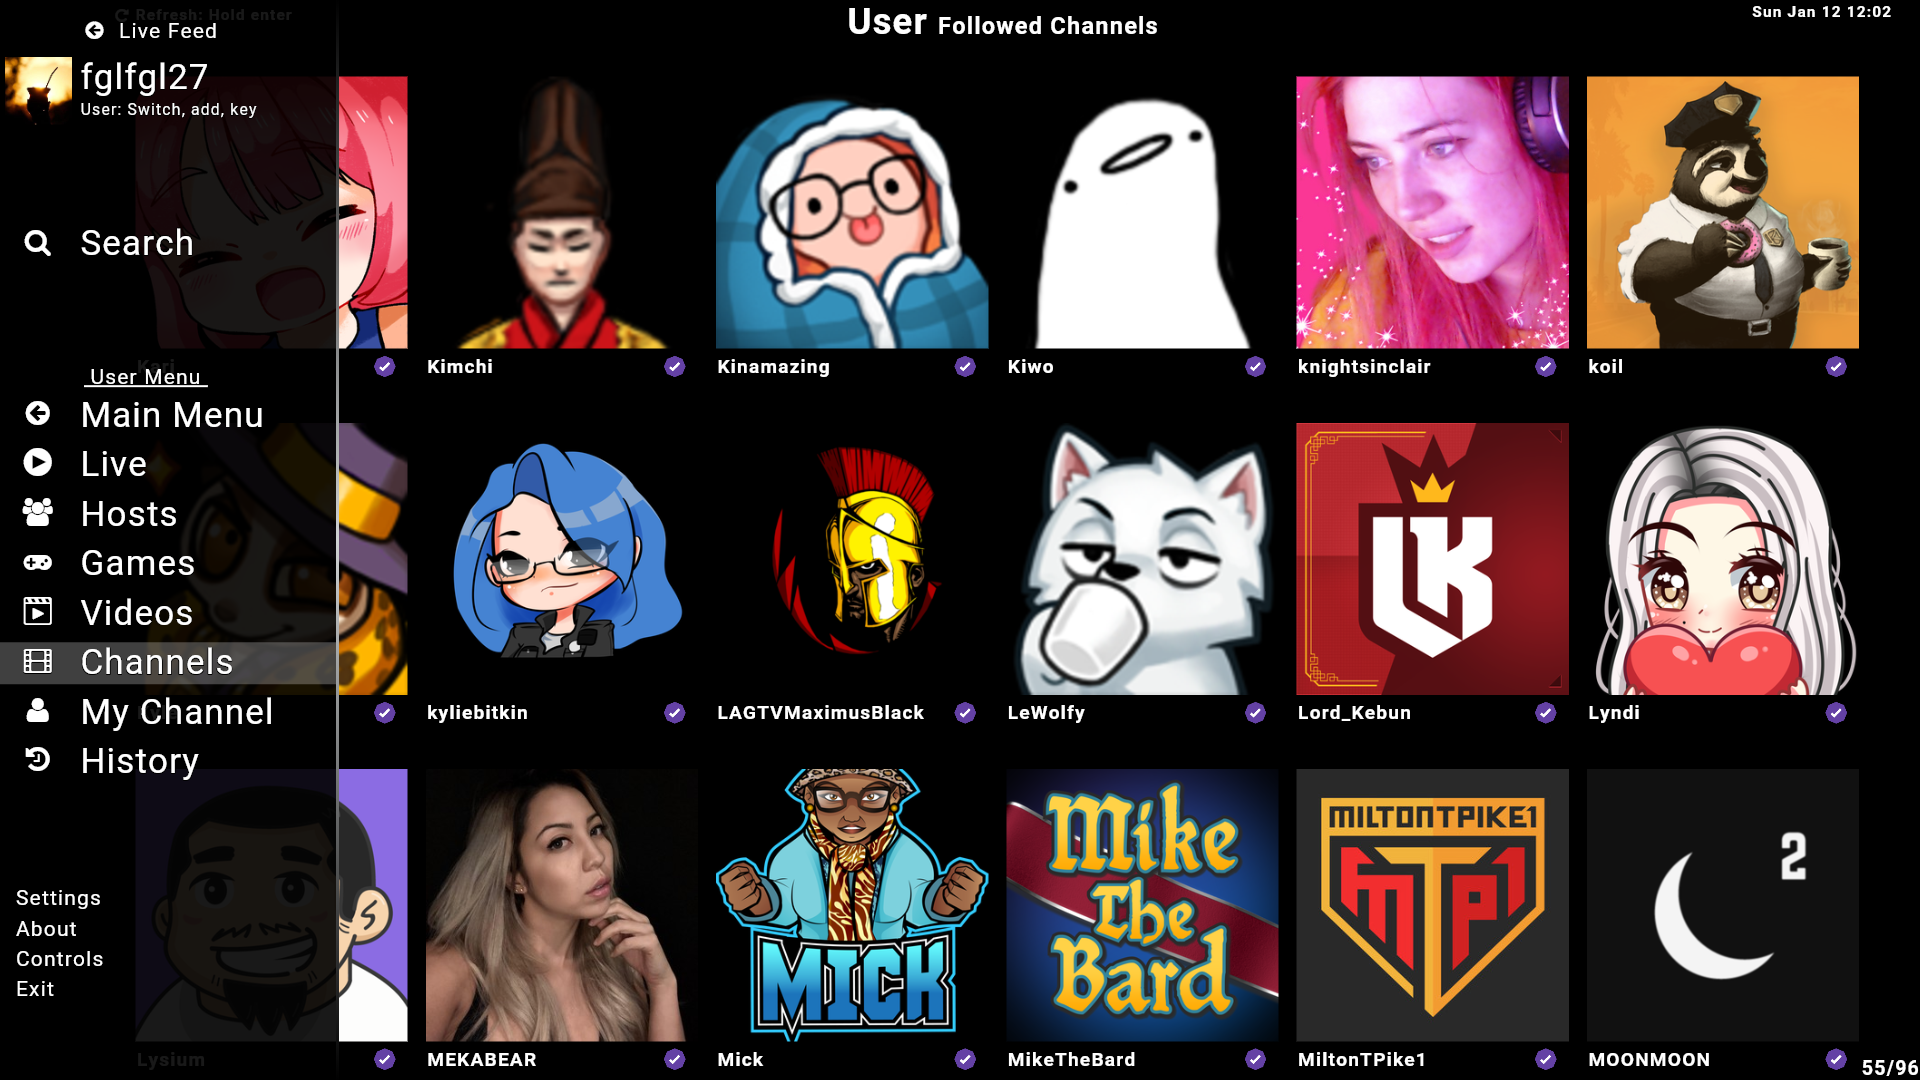 Refresh: Hold enter
Live Feed
User Followed Channels
Sun Jan 12 12:02
fglfgl27
User: Switch, add, key
Search
Kimchi
Kinamazing
Kiwo
knightsinclair
koil
User Menu
Main Menu
Live
Hosts
Games
Videos
Channels
My Channel
History
LK
kyliebitkin
LAGTVMaximusBlack
LeWolfy
Lord_Kebun
Lyndi
Settings
About
Controls
Exit
MICK
Mike
The
Bard
MILTONTPIKE1
MTP1
2
Lysium
MEKABEAR
Mick
MikeTheBard
MiltonTPike1
MOONMOON
55/96